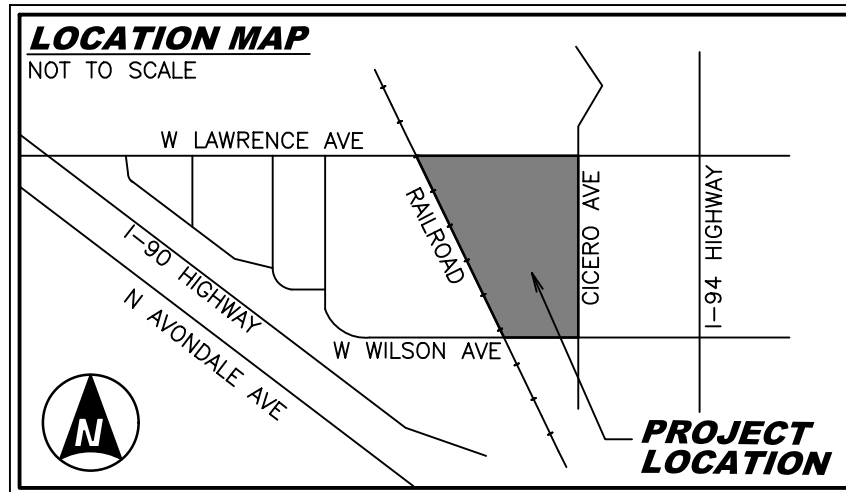 LOCATION MAP
NOT TO SCALE
W LAWRENCE AVE
RAILROAD
CICERO AVE
I-94 HIGHWAY
I-90 HIGHWAY
N AVONDALE AVE
W WILSON AVE
N
PROJECT
LOCATION